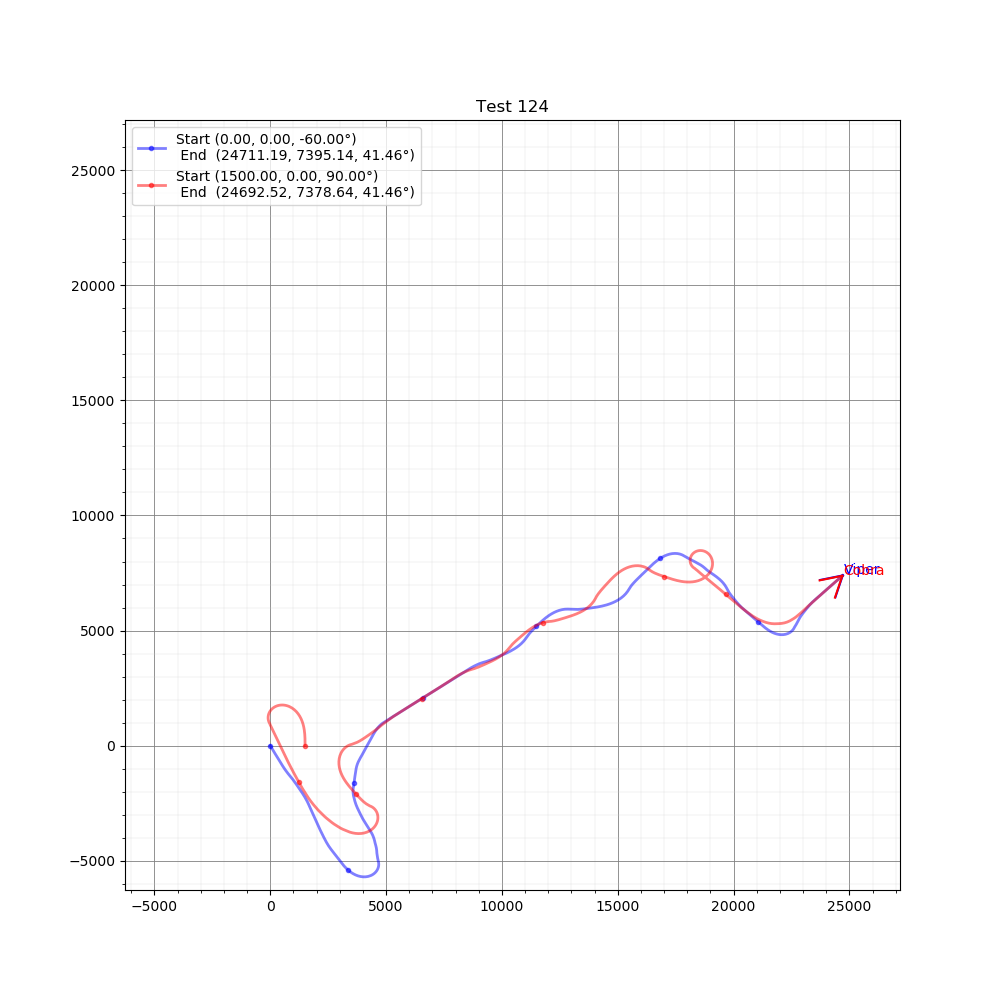 Test 124
Start (0.00, 0.00, -60.00°)
End (24711.19, 7395.14, 41.46°)
Start (1500.00, 0.00, 90.00°)
End (24692.52, 7378.64, 41.46°)
25000
20000
15000
10000
5000
0
−5000
Viper
Cobra
−5000 0 5000 10000 15000 20000 25000